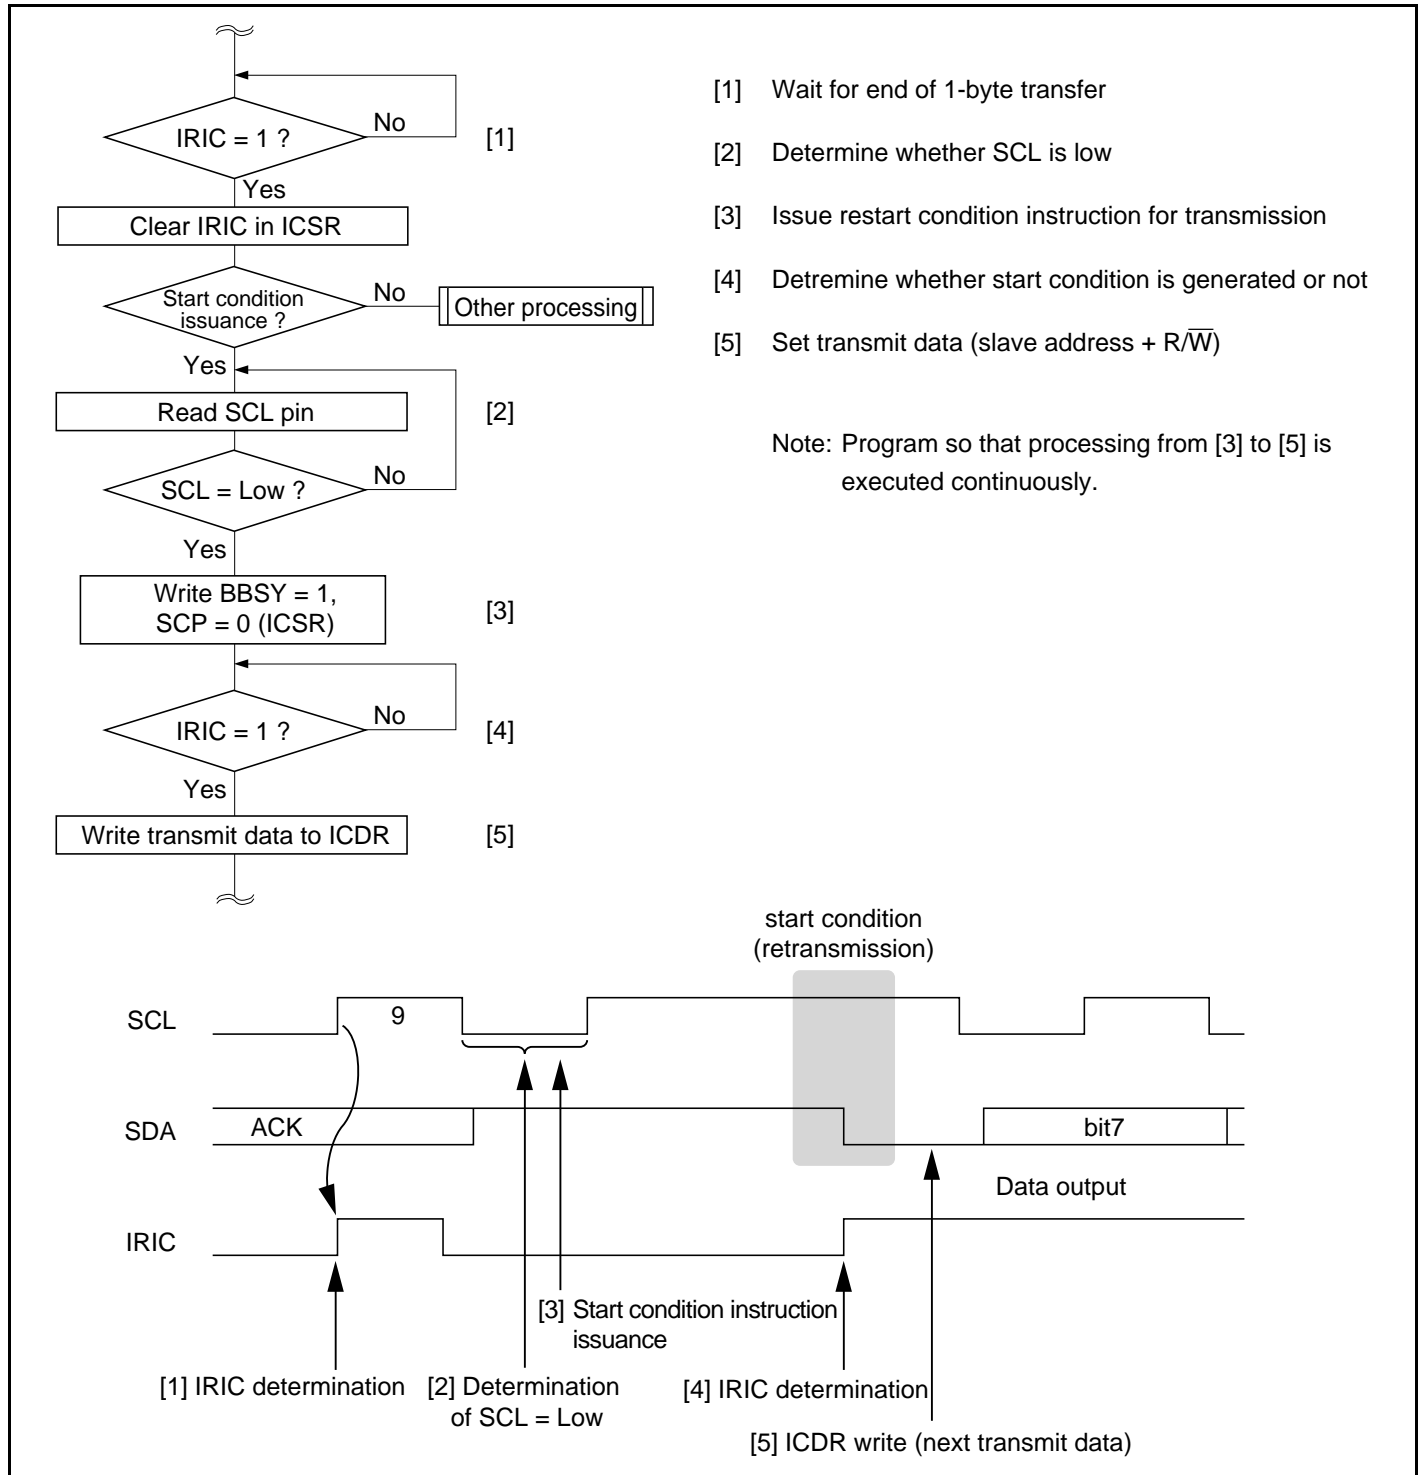 IRIC = 1 ?
No
[1]
Yes
Clear IRIC in ICSR
Start condition
issuance ?
No
Other processing
Yes
Read SCL pin
[2]
SCL = Low ?
No
Yes
Write BBSY = 1,
SCP = 0 (ICSR)
[3]
IRIC = 1 ?
No
[4]
Yes
Write transmit data to ICDR
[5]
[1] Wait for end of 1-byte transfer
[2] Determine whether SCL is low
[3] Issue restart condition instruction for transmission
[4] Detremine whether start condition is generated or not
[5] Set transmit data (slave address + R/W̅)
Note: Program so that processing from [3] to [5] is
executed continuously.
start condition
(retransmission)
SCL
9
SDA
ACK
bit7
Data output
IRIC
[3] Start condition instruction
issuance
[1] IRIC determination
[2] Determination
of SCL = Low
[4] IRIC determination
[5] ICDR write (next transmit data)